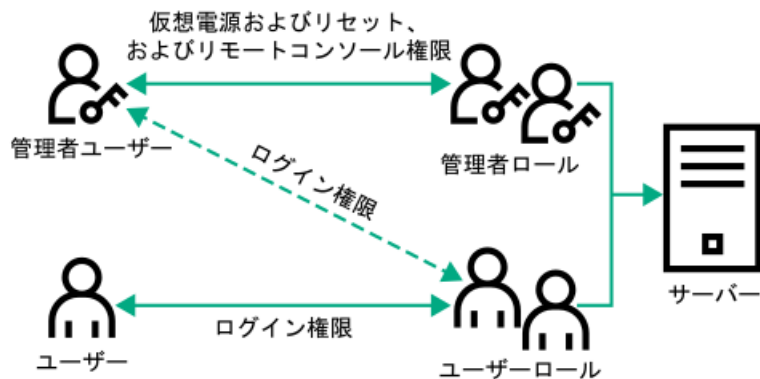 仮想電源およびリセット、
およびリモートコンソール権限
管理者ユーザー
管理者ロール
ログイン権限
サーバー
ログイン権限
ユーザー
ユーザーロール